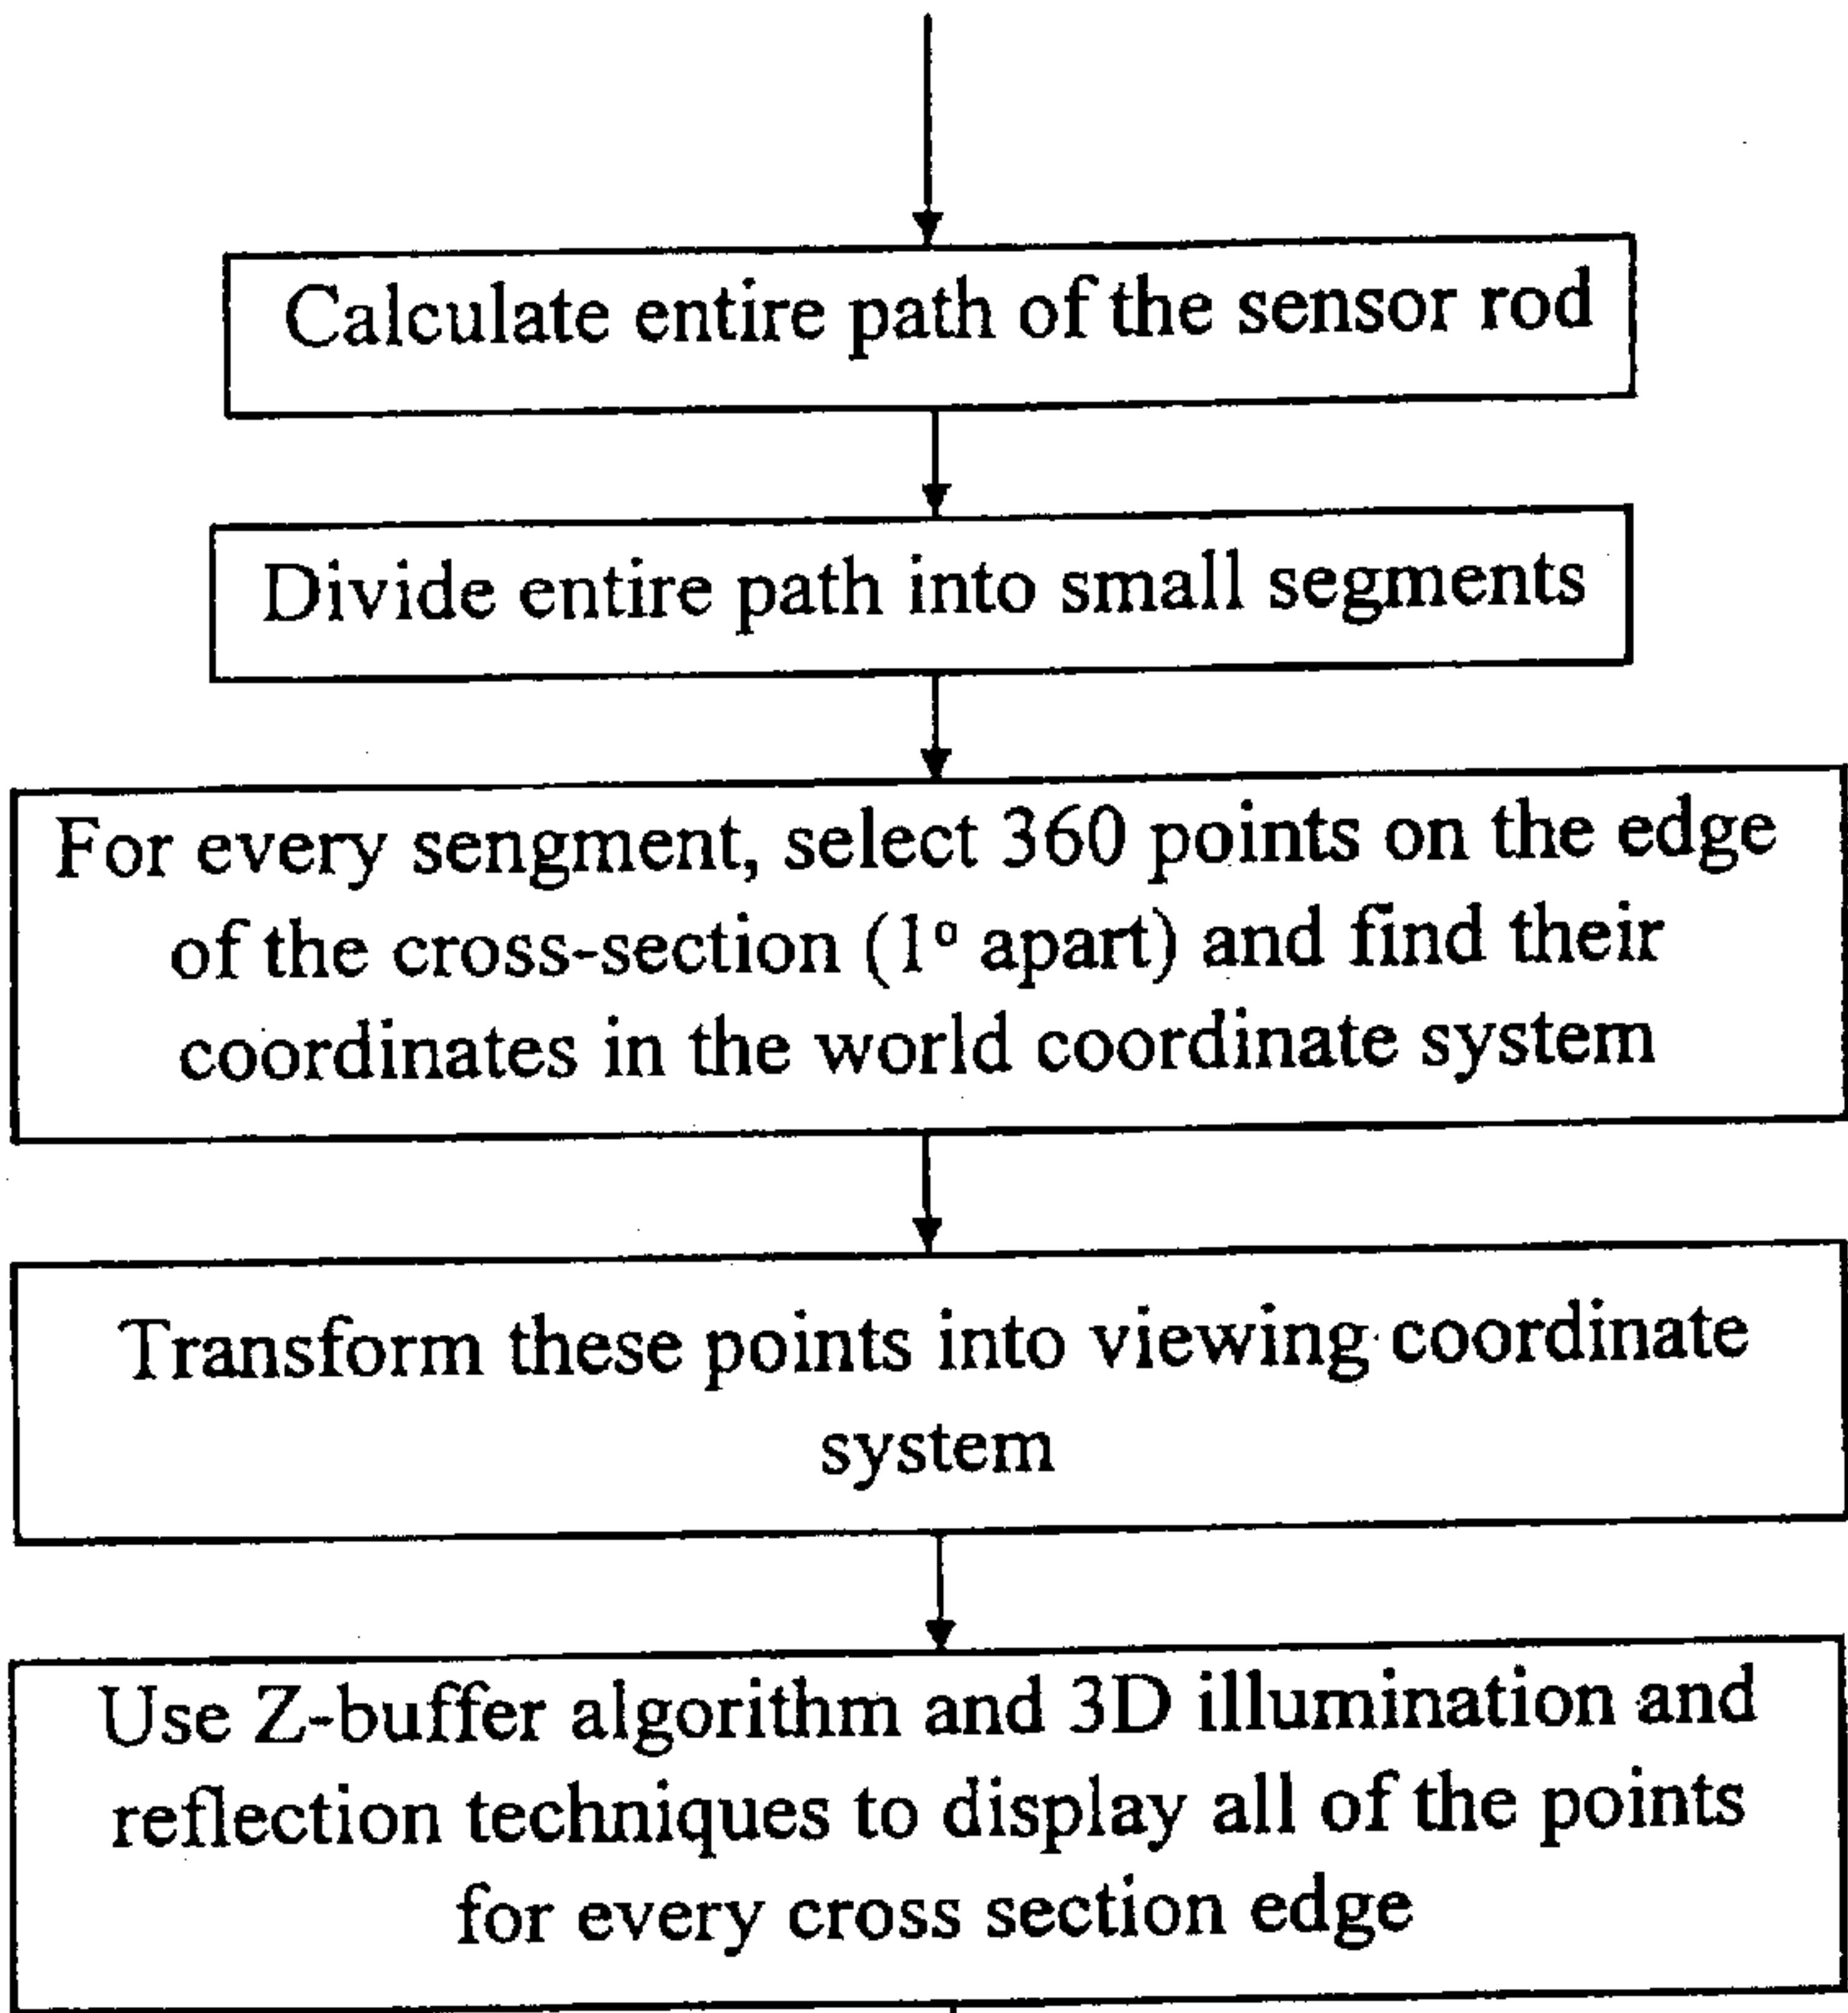 Calculate entire path of the sensor rod
Divide entire path into small segments
For every sengment, select 360 points on the edge
of the cross-section (1º apart) and find their
coordinates in the world coordinate system
Transform these points into viewing coordinate
system
Use Z-buffer algorithm and 3D illumination and
reflection techniques to display all of the points
for every cross section edge